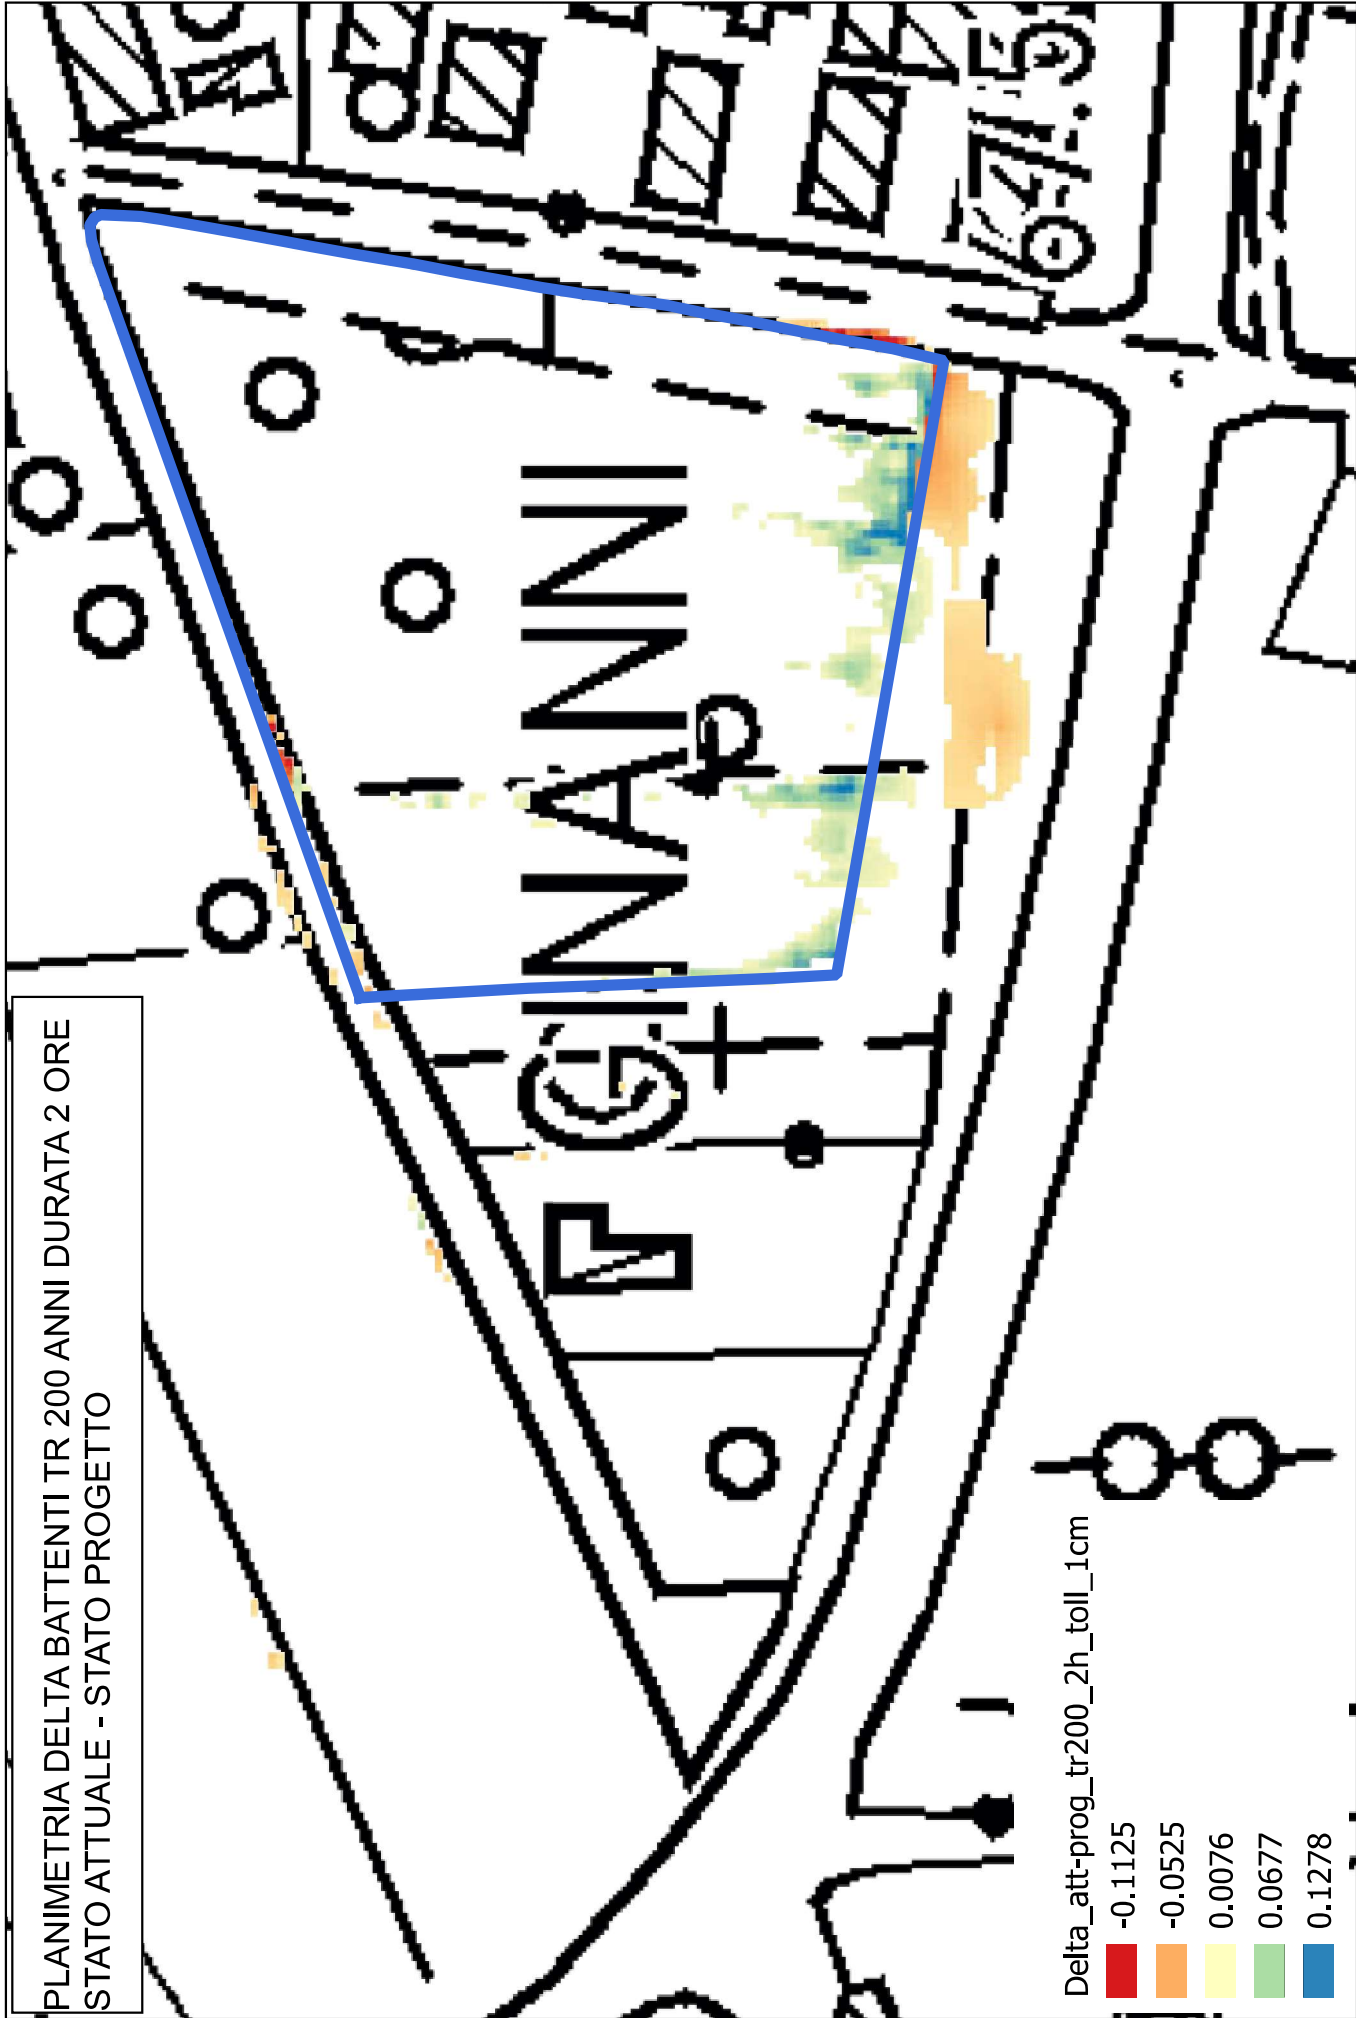 PLANIMETRIA DELTA BATTENTI TR 200 ANNI DURATA 2 ORE
STATO ATTUALE - STATO PROGETTO
GINANNI
Delta_att-prog_tr200_2h_toll_1cm
-0.1125
-0.0525
0.0076
0.0677
0.1278